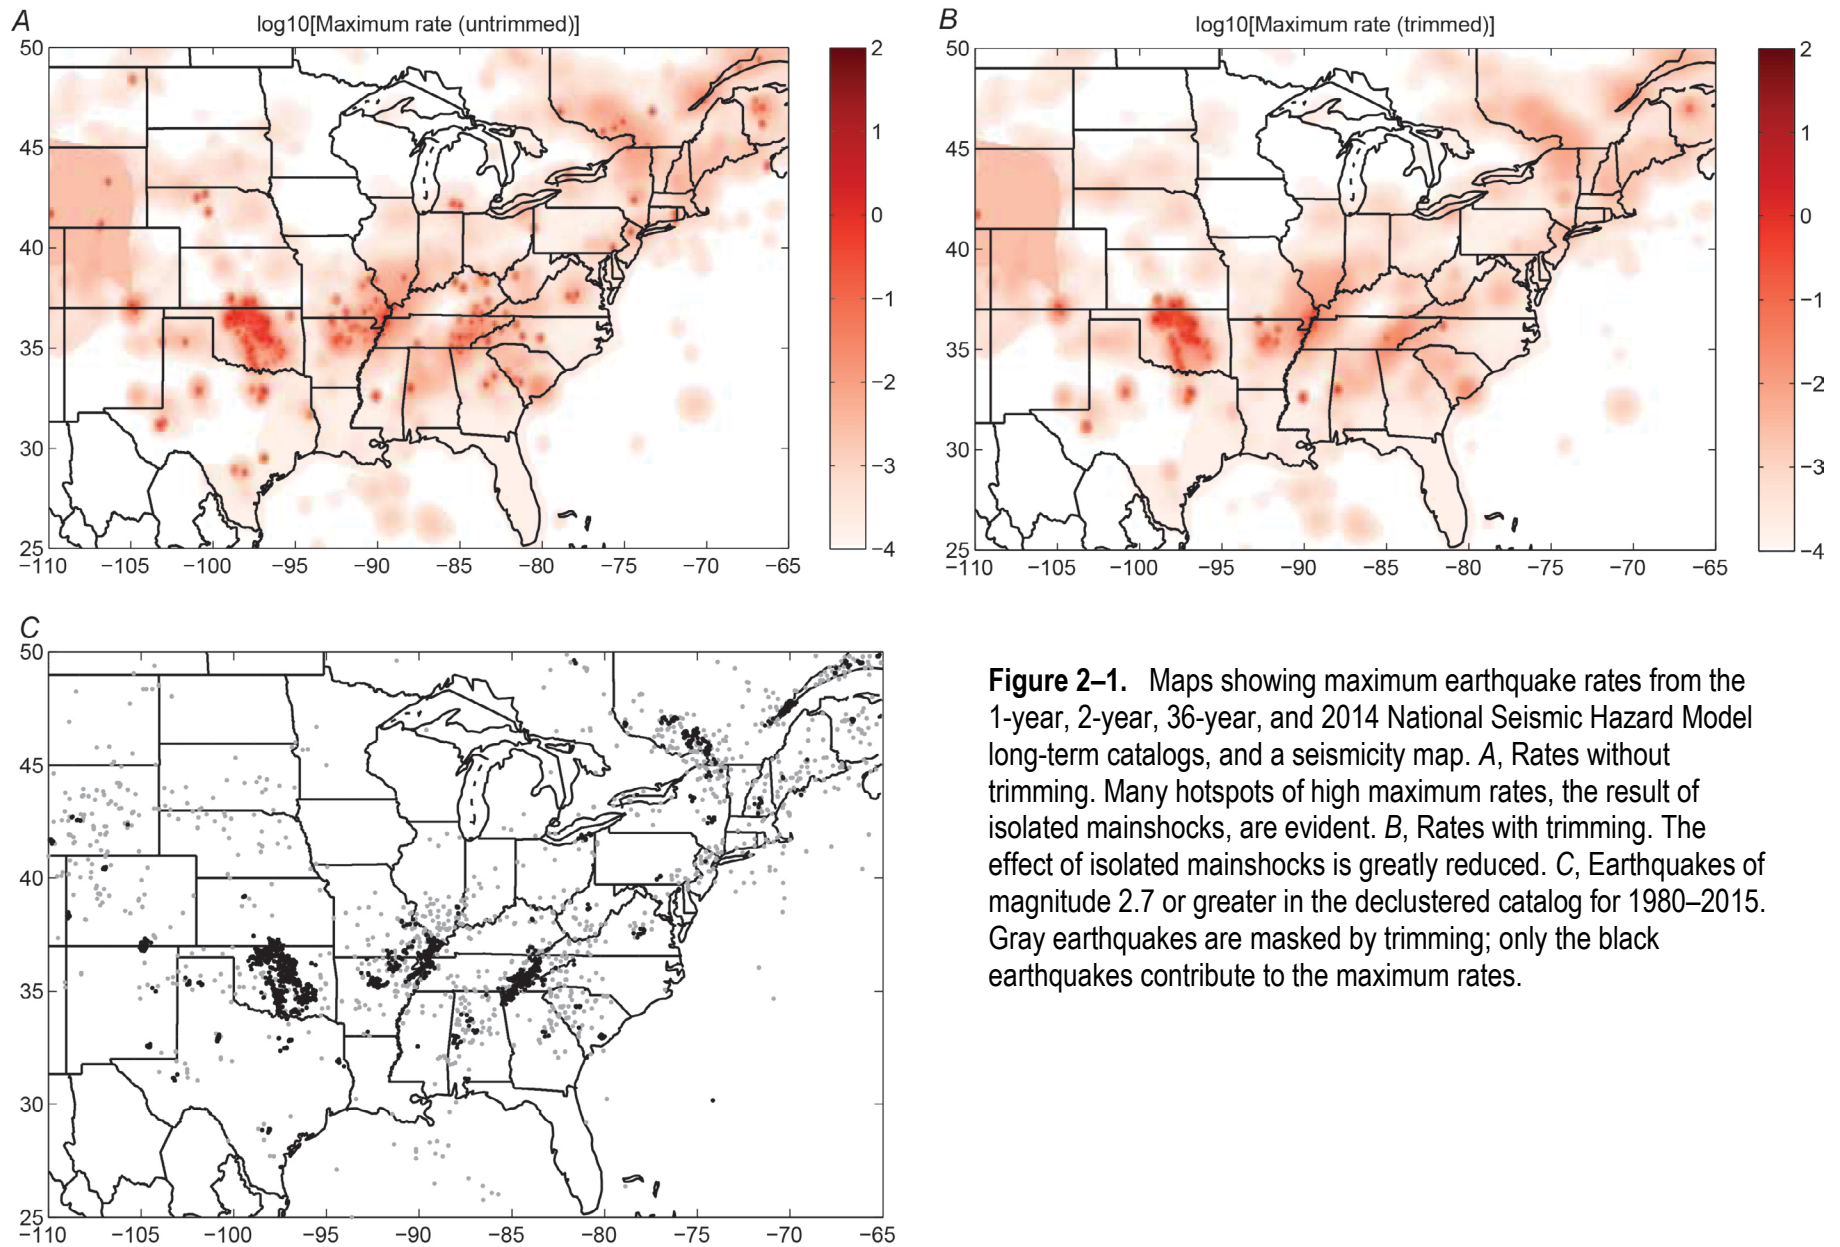 A
log10[Maximum rate (untrimmed)]
50
45
40
35
30
25
−110 −105 −100 −95 −90 −85 −80 −75 −70 −65
2
1
0
−1
−2
−3
−4
B
log10[Maximum rate (trimmed)]
50
45
40
35
30
25
−110 −105 −100 −95 −90 −85 −80 −75 −70 −65
2
1
0
−1
−2
−3
−4
C
50
45
40
35
30
25
−110 −105 −100 −95 −90 −85 −80 −75 −70 −65
Figure 2–1. Maps showing maximum earthquake rates from the
1-year, 2-year, 36-year, and 2014 National Seismic Hazard Model
long-term catalogs, and a seismicity map. A, Rates without
trimming. Many hotspots of high maximum rates, the result of
isolated mainshocks, are evident. B, Rates with trimming. The
effect of isolated mainshocks is greatly reduced. C, Earthquakes of
magnitude 2.7 or greater in the declustered catalog for 1980–2015.
Gray earthquakes are masked by trimming; only the black
earthquakes contribute to the maximum rates.